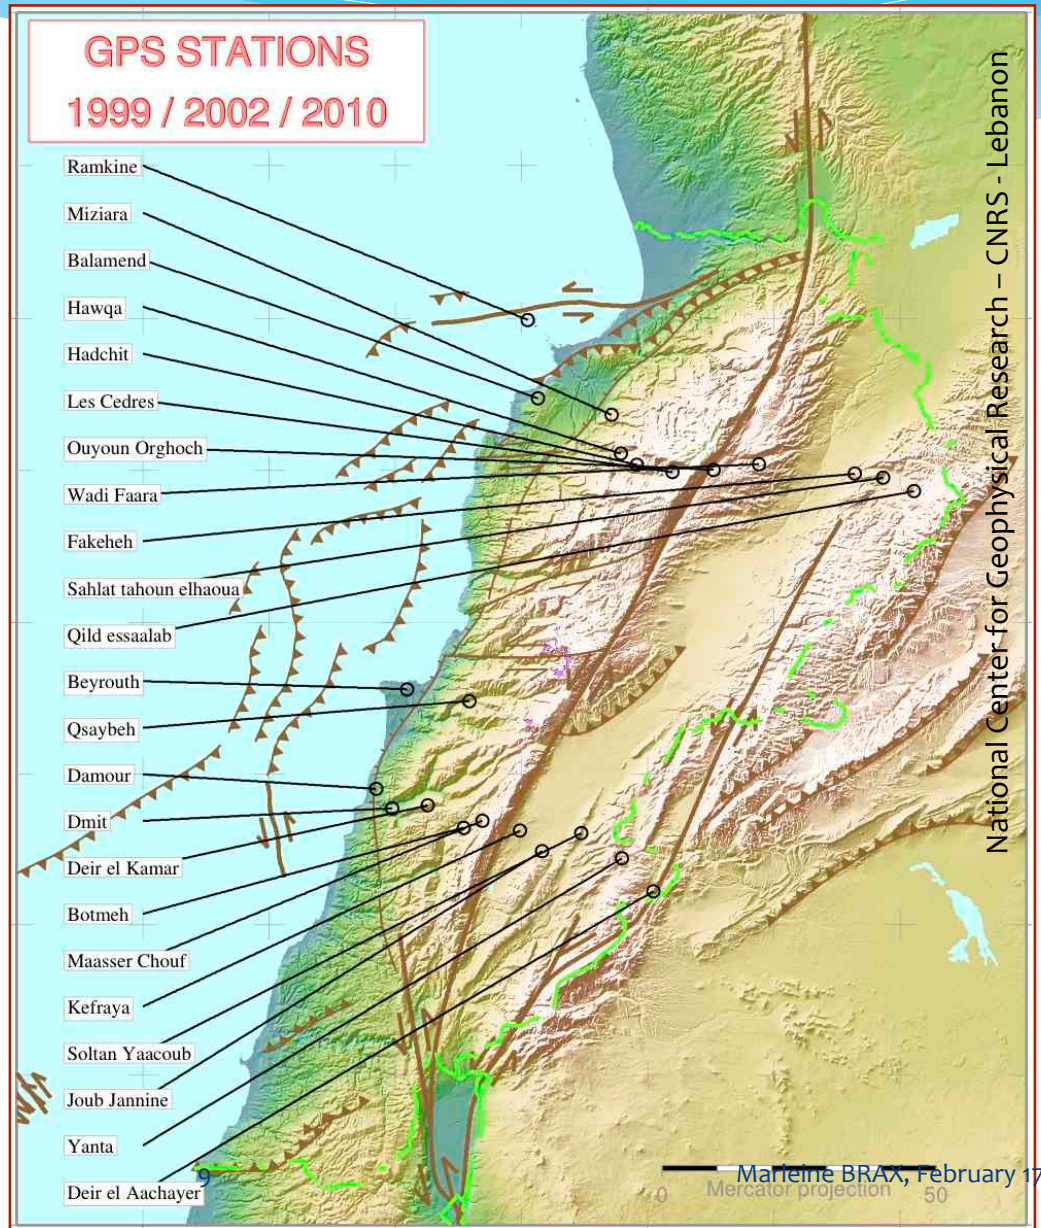 GPS STATIONS
1999 / 2002 / 2010
Ramkine
Miziara
Balamend
Hawqa
Hadchit
Les Cedres
Ouyoun Orghoch
Wadi Faara
Fakeheh
Sahlat tahoun elhaoua
Qild essaalab
Beyrouth
Qsaybeh
Damour
Dmit
Deir el Kamar
Botmeh
Maasser Chouf
Kefraya
Soltan Yaacoub
Joub Jannine
Yanta
Deir el Aachayer
National Center for Geophysical Research – CNRS - Lebanon
9
Marleine BRAX, February 17
0 Mercator projection 50